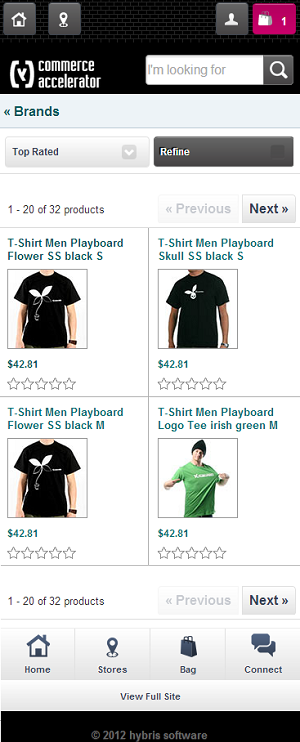 1
commerce
accelerator
I'm looking for
« Brands
Top Rated
Refine
1 - 20 of 32 products
« Previous
Next »
T-Shirt Men Playboard
Flower SS black S
$42.81
T-Shirt Men Playboard
Skull SS black S
$42.81
T-Shirt Men Playboard
Flower SS black M
$42.81
T-Shirt Men Playboard
Logo Tee irish green M
$42.81
1 - 20 of 32 products
« Previous
Next »
Home
Stores
Bag
Connect
View Full Site
© 2012 hybris software